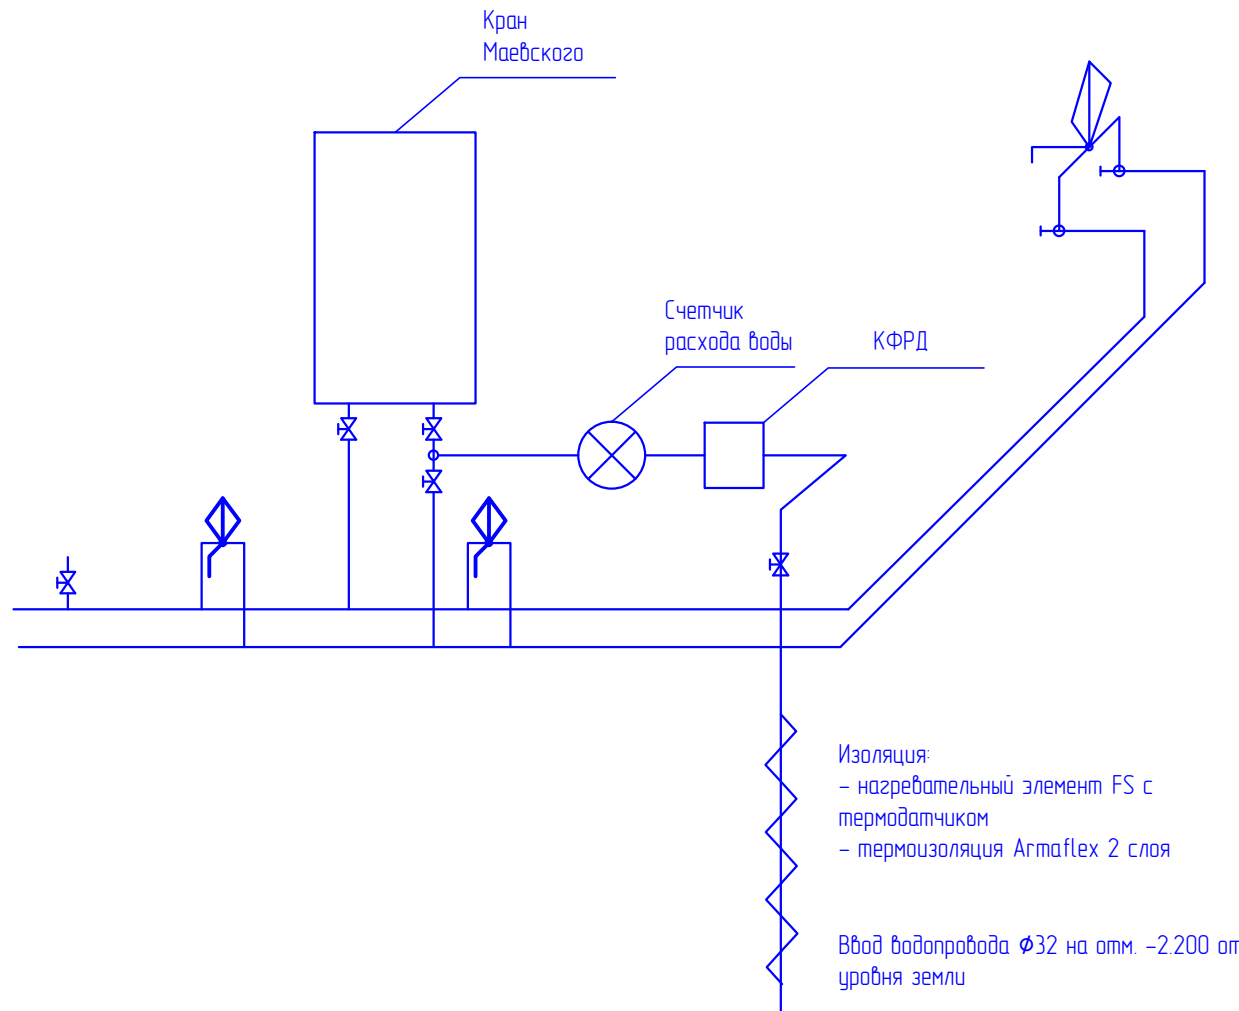 Кран
Маевского
Счетчик
расхода воды
КФРД
Изоляция:
- нагревательный элемент FS с
термодатчиком
- термоизоляция Armaflex 2 слоя
Ввод водопровода Ø32 на отм. -2.200 от
уровня земли